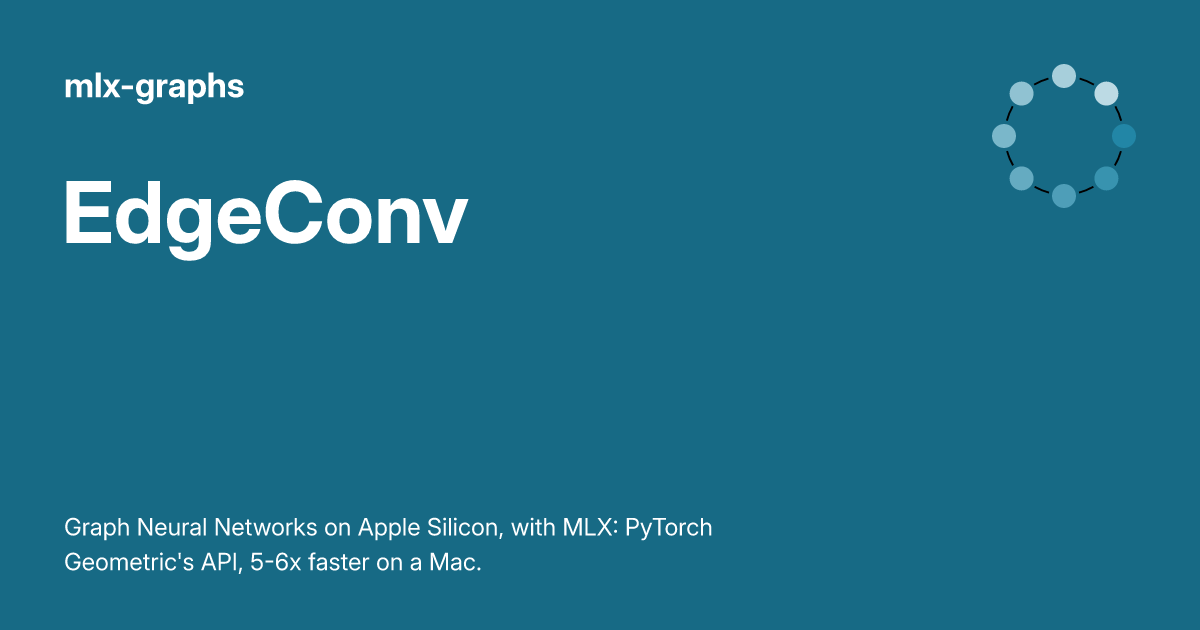 mlx-graphs
EdgeConv
Graph Neural Networks on Apple Silicon, with MLX: PyTorch
Geometric's API, 5-6x faster on a Mac.